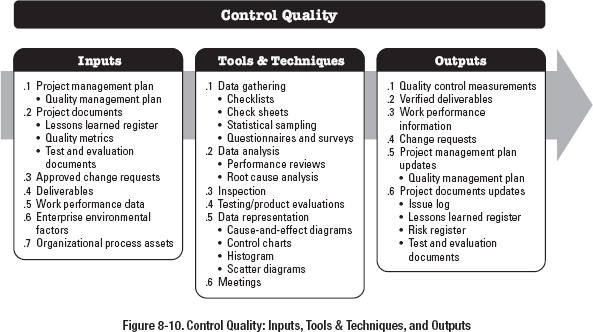 Control Quality
Inputs
.1 Project management plan
• Quality management plan
.2 Project documents
• Lessons learned register
• Quality metrics
• Test and evaluation
documents
.3 Approved change requests
.4 Deliverables
.5 Work performance data
.6 Enterprise environmental
factors
.7 Organizational process assets
Tools & Techniques
.1 Data gathering
• Checklists
• Check sheets
• Statistical sampling
• Questionnaires and surveys
.2 Data analysis
• Performance reviews
• Root cause analysis
.3 Inspection
.4 Testing/product evaluations
.5 Data representation
• Cause-and-effect diagrams
• Control charts
• Histogram
• Scatter diagrams
.6 Meetings
Outputs
.1 Quality control measurements
.2 Verified deliverables
.3 Work performance
information
.4 Change requests
.5 Project management plan
updates
• Quality management plan
.6 Project documents updates
• Issue log
• Lessons learned register
• Risk register
• Test and evaluation
documents
Figure 8-10. Control Quality: Inputs, Tools & Techniques, and Outputs